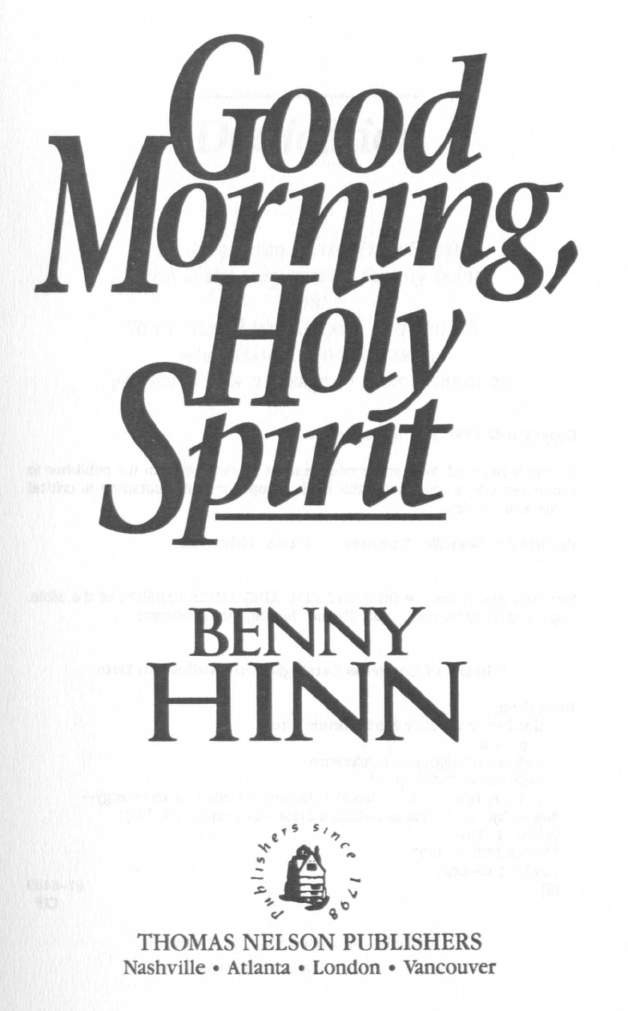 Good
Morning,
Holy
Spirit
BENNY
HINN
Publishers since 1798
THOMAS NELSON PUBLISHERS
Nashville • Atlanta • London • Vancouver